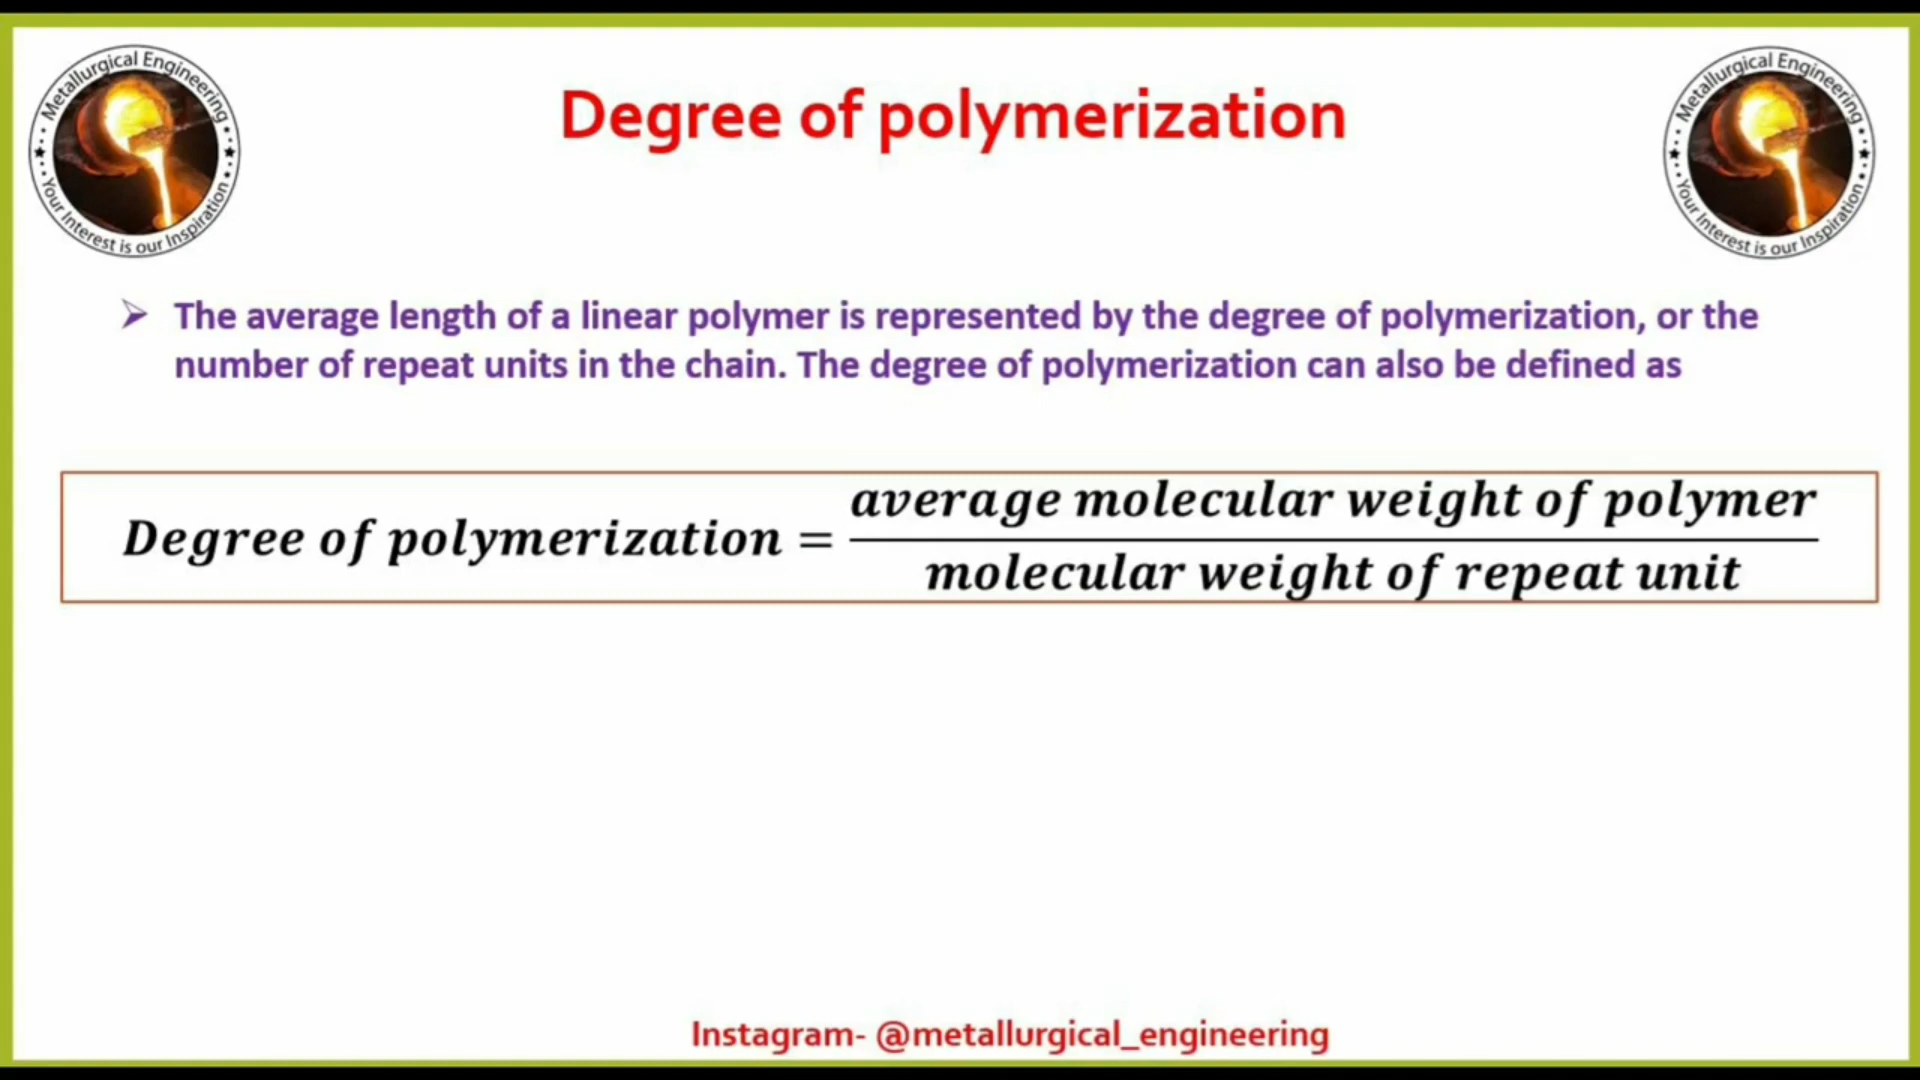 Metallurgical Engineering
Your Interest is our Inspiration
Degree of polymerization
Metallurgical Engineering
Your Interest is our Inspiration
The average length of a linear polymer is represented by the degree of polymerization, or the
number of repeat units in the chain. The degree of polymerization can also be defined as
Degree of polymerization = average molecular weight of polymer
molecular weight of repeat unit
Instagram- @metallurgical_engineering